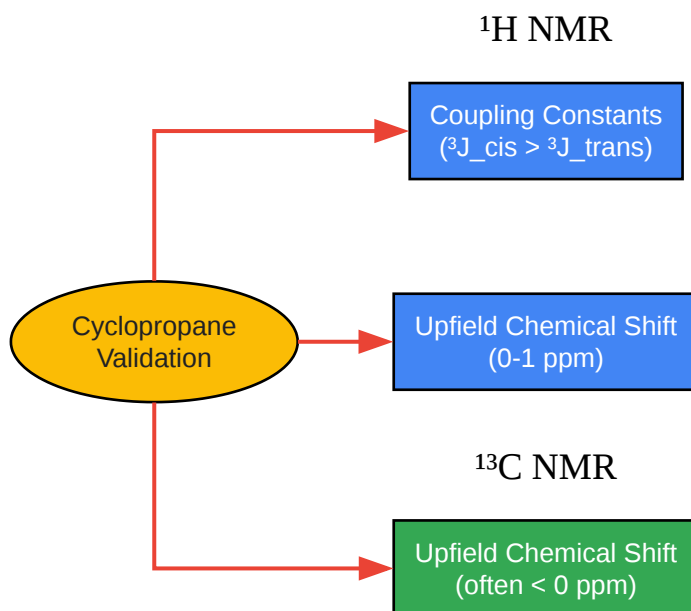 ¹H NMR
Coupling Constants
(³J_cis > ³J_trans)
Cyclopropane
Validation
Upfield Chemical Shift
(0-1 ppm)
¹³C NMR
Upfield Chemical Shift
(often < 0 ppm)